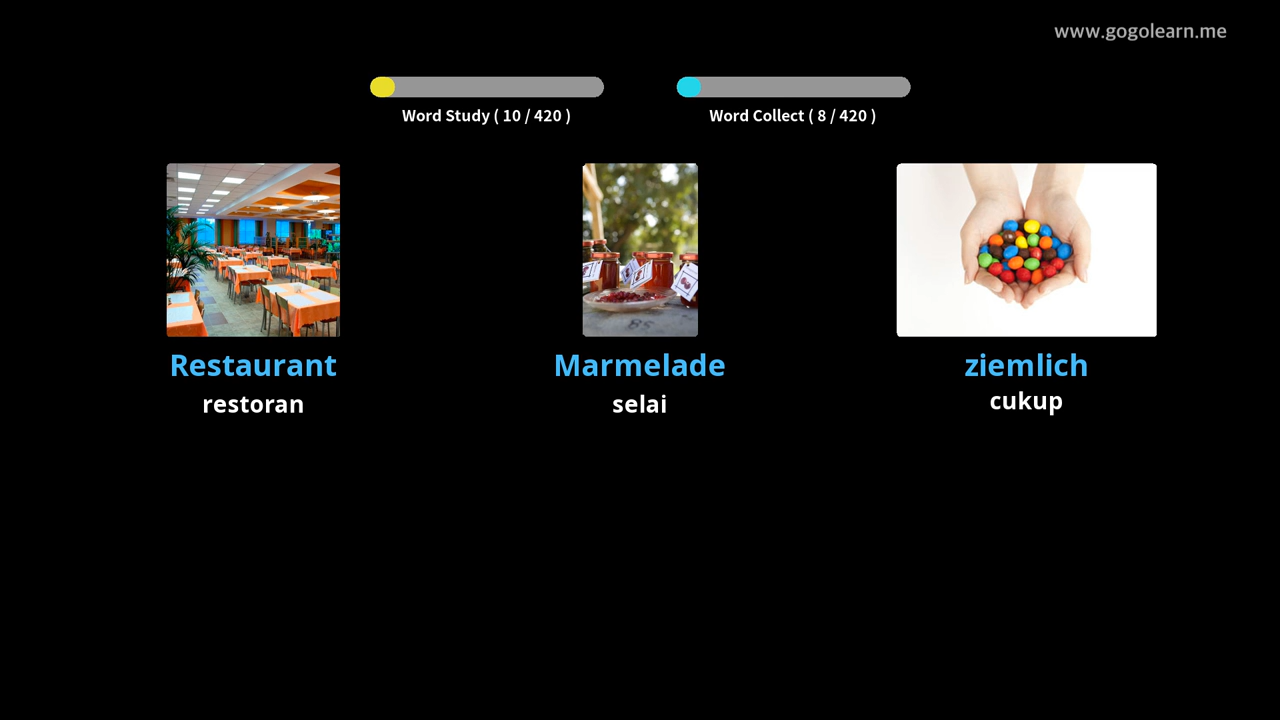 www.gogolearn.me
Word Study ( 10 / 420 )
Word Collect ( 8 / 420 )
Restaurant
restoran
Marmelade
selai
ziemlich
cukup